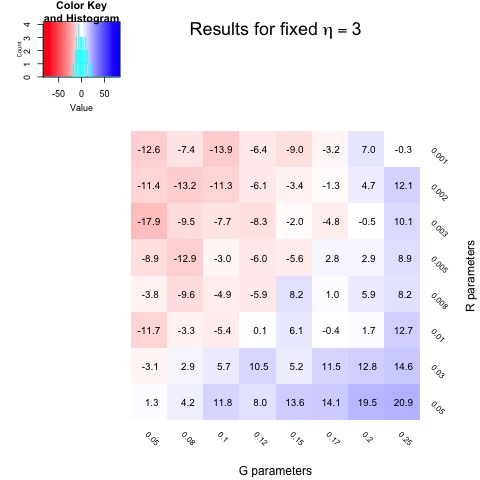 Color Key
and Histogram
Results for fixed η = 3
Count
0 1 2 3 4
-50 0 50
Value
-12.6 -7.4 -13.9 -6.4 -9.0 -3.2 7.0 -0.3 0.001
-11.4 -13.2 -11.3 -6.1 -3.4 -1.3 4.7 12.1 0.002
-17.9 -9.5 -7.7 -8.3 -2.0 -4.8 -0.5 10.1 0.003
-8.9 -12.9 -3.0 -6.0 -5.6 2.8 2.9 8.9 0.005
-3.8 -9.6 -4.9 -5.9 8.2 1.0 5.9 8.2 0.008
-11.7 -3.3 -5.4 0.1 6.1 -0.4 1.7 12.7 0.01
-3.1 2.9 5.7 10.5 5.2 11.5 12.8 14.6 0.03
1.3 4.2 11.8 8.0 13.6 14.1 19.5 20.9 0.05
R parameters
0.05 0.08 0.1 0.12 0.15 0.17 0.2 0.25
G parameters